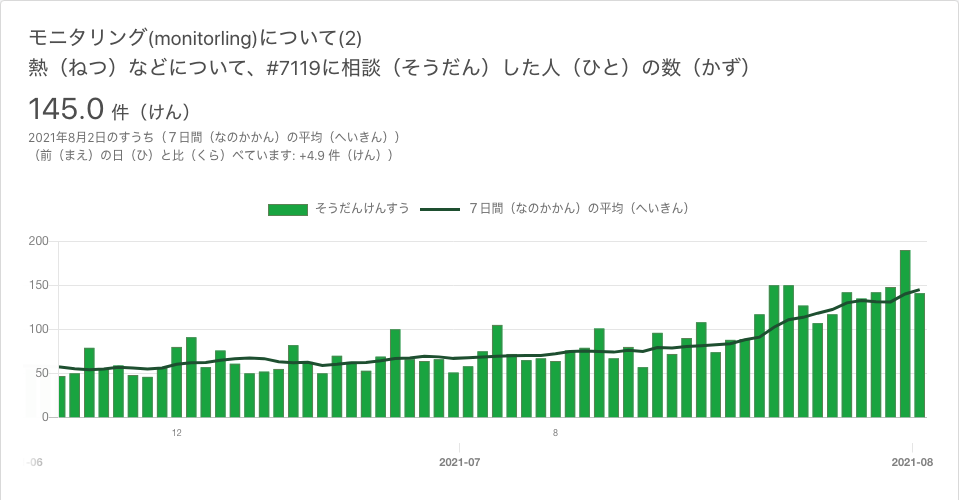 モニタリング(monitorling)について(2)
熱（ねつ）などについて、#7119に相談（そうだん）した人（ひと）の数（かず）
145.0 件（けん）
2021年8月2日のすうち（７日間（なのかかん）の平均（へいきん））
（前（まえ）の日（ひ）と比（くら）べています: +4.9 件（けん））
そうだんけんすう
７日間（なのかかん）の平均（へいきん）
200
150
100
50
0
12
8
-06
2021-07
2021-08